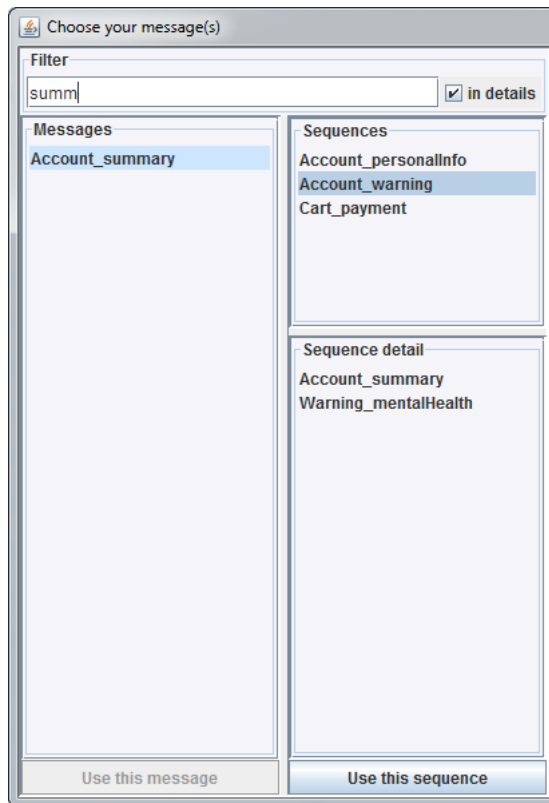 Choose your message(s)
Filter
summ
in details
Messages
Account_summary
Sequences
Account_personalInfo
Account_warning
Cart_payment
Sequence detail
Account_summary
Warning_mentalHealth
Use this message
Use this sequence